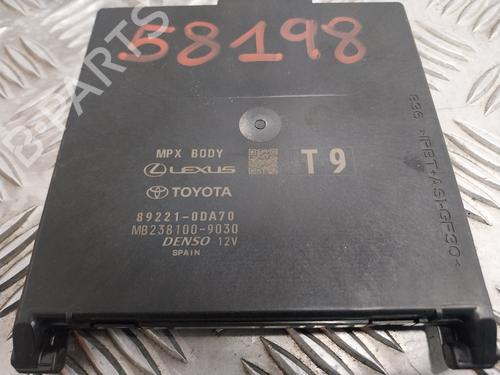 58198
MPX BODY
LEXUS
T9
TOYOTA
89221-0DA70
MB238100-9030
DENSO 12V
SPAIN
B-PARTS